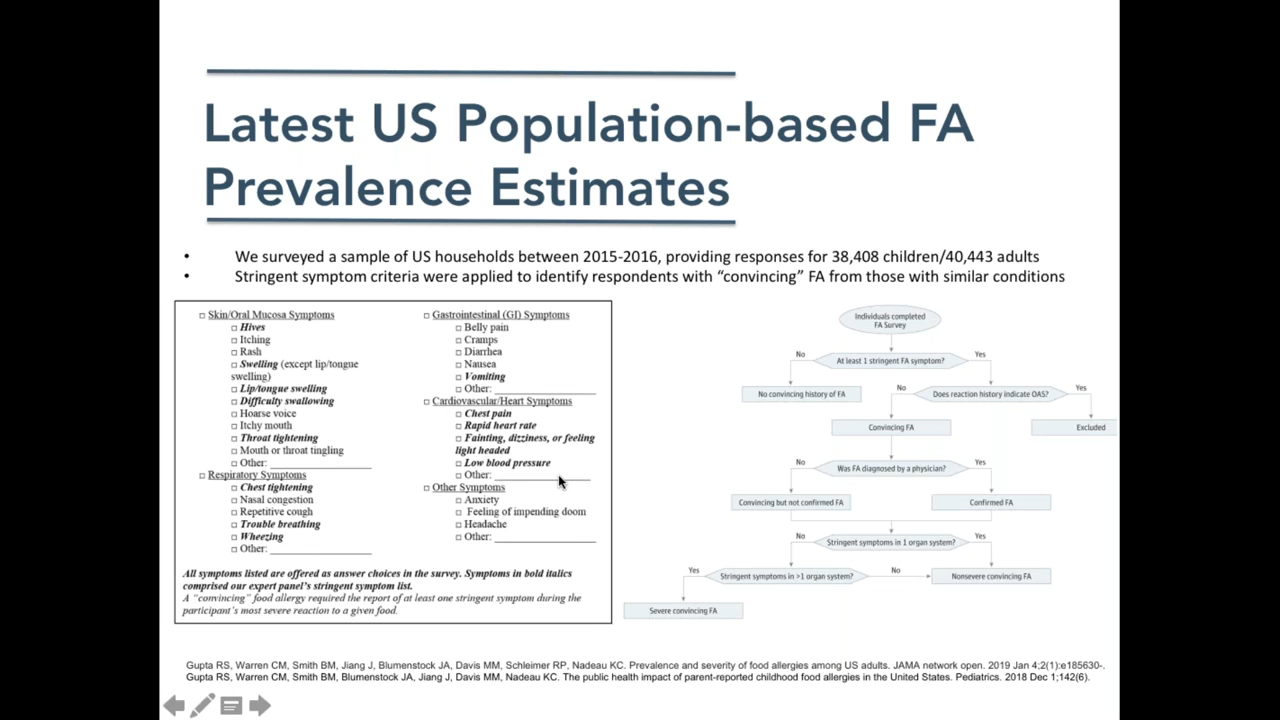 Latest US Population-based FA
Prevalence Estimates
• We surveyed a sample of US households between 2015-2016, providing responses for 38,408 children/40,443 adults
• Stringent symptom criteria were applied to identify respondents with “convincing” FA from those with similar conditions
□ Skin/Oral Mucosa Symptoms
□ Hives
□ Itching
□ Rash
□ Swelling (except lip/tongue
swelling)
□ Lip/tongue swelling
□ Difficulty swallowing
□ Hoarse voice
□ Itchy mouth
□ Throat tightening
□ Mouth or throat tingling
□ Other: ___________________
□ Respiratory Symptoms
□ Chest tightening
□ Nasal congestion
□ Repetitive cough
□ Trouble breathing
□ Wheezing
□ Other: ___________________
□ Gastrointestinal (GI) Symptoms
□ Belly pain
□ Cramps
□ Diarrhea
□ Nausea
□ Vomiting
□ Other: ___________________
□ Cardiovascular/Heart Symptoms
□ Chest pain
□ Rapid heart rate
□ Fainting, dizziness, or feeling
light headed
□ Low blood pressure
□ Other: ___________________
□ Other Symptoms
□ Anxiety
□ Feeling of impending doom
□ Headache
□ Other: ___________________
All symptoms listed are offered as answer choices in the survey. Symptoms in bold italics
comprised our expert panel's stringent symptom list.
A “convincing” food allergy required the report of at least one stringent symptom during the
participant's most severe reaction to a given food.
Individuals completed
FA Survey
No
At least 1 stringent FA symptom?
Yes
No convincing history of FA
No
Does reaction history indicate OAS?
Yes
Convincing FA
Excluded
No
Was FA diagnosed by a physician?
Yes
Convincing but not confirmed FA
Confirmed FA
No
Stringent symptoms in 1 organ system?
Yes
Yes
Stringent symptoms in >1 organ system?
No
Nonsevere convincing FA
Severe convincing FA
Gupta RS, Warren CM, Smith BM, Jiang J, Blumenstock JA, Davis MM, Schleimer RP, Nadeau KC. Prevalence and severity of food allergies among US adults. JAMA network open. 2019 Jan 4;2(1):e185630-.
Gupta RS, Warren CM, Smith BM, Blumenstock JA, Jiang J, Davis MM, Nadeau KC. The public health impact of parent-reported childhood food allergies in the United States. Pediatrics. 2018 Dec 1;142(6).